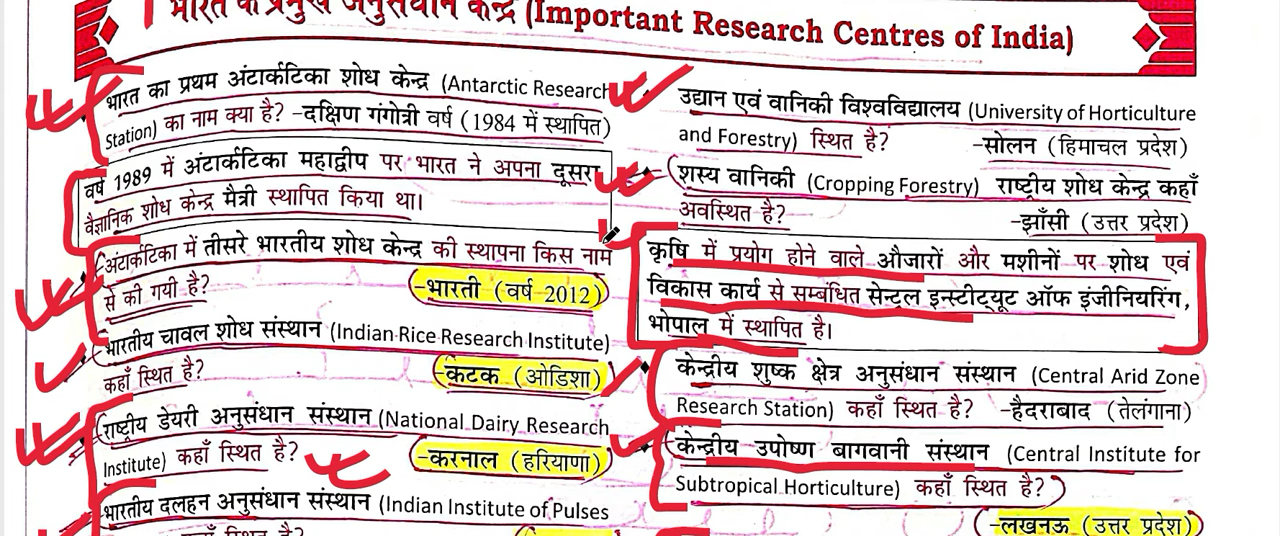 भारत के प्रमुख अनुसंधान केन्द्र (Important Research Centres of India)
भारत का प्रथम अंटार्कटिका शोध केन्द्र (Antarctic Research
Station) का नाम क्या है? -दक्षिण गंगोत्री वर्ष (1984 में स्थापित)
वर्ष 1989 में अंटार्कटिका महाद्वीप पर भारत ने अपना दूसरा
वैज्ञानिक शोध केन्द्र मैत्री स्थापित किया था।
अंटार्कटिका में तीसरे भारतीय शोध केन्द्र की स्थापना किस नाम
से की गयी है? -भारती (वर्ष 2012)
भारतीय चावल शोध संस्थान (Indian Rice Research Institute)
कहाँ स्थित है? -कटक (ओडिशा)
राष्ट्रीय डेयरी अनुसंधान संस्थान (National Dairy Research
Institute) कहाँ स्थित है? -करनाल (हरियाणा)
भारतीय दलहन अनुसंधान संस्थान (Indian Institute of Pulses
कहाँ स्थित है?
उद्यान एवं वानिकी विश्वविद्यालय (University of Horticulture
and Forestry) स्थित है? -सोलन (हिमाचल प्रदेश)
शस्य वानिकी (Cropping Forestry) राष्ट्रीय शोध केन्द्र कहाँ
अवस्थित है? -झाँसी (उत्तर प्रदेश)
कृषि में प्रयोग होने वाले औजारों और मशीनों पर शोध एवं
विकास कार्य से सम्बंधित सेन्ट्रल इन्स्टीट्यूट ऑफ इंजीनियरिंग,
भोपाल में स्थापित है।
केन्द्रीय शुष्क क्षेत्र अनुसंधान संस्थान (Central Arid Zone
Research Station) कहाँ स्थित है? -हैदराबाद (तेलंगाना)
केन्द्रीय उपोष्ण बागवानी संस्थान (Central Institute for
Subtropical Horticulture) कहाँ स्थित है?
-लखनऊ (उत्तर प्रदेश)